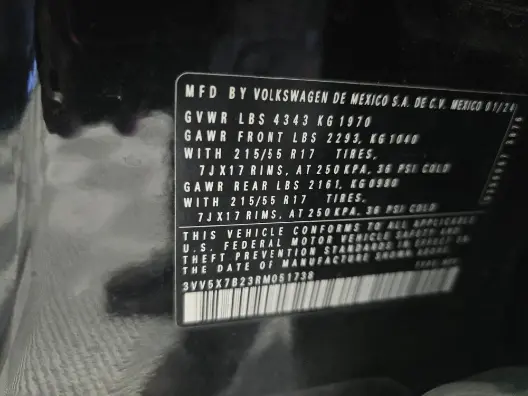 MFD BY VOLKSWAGEN DE MEXICO S.A. DE C.V. MEXICO 01/24
GVWR LBS 4343 KG 1970
GAWR FRONT LBS 2293, KG 1040
WITH 215/55 R17 TIRES,
7JX17 RIMS, AT 250 KPA, 36 PSI COLD
GAWR REAR LBS 2161, KG 0980
WITH 215/55 R17 TIRES,
7JX17 RIMS, AT 250 KPA, 36 PSI COLD
THIS VEHICLE CONFORMS TO ALL APPLICABLE
U.S. FEDERAL MOTOR VEHICLE SAFETY AND
THEFT PREVENTION STANDARDS IN EFFECT ON
THE DATE OF MANUFACTURE SHOWN ABOVE.
3VV5X7B23RM051738